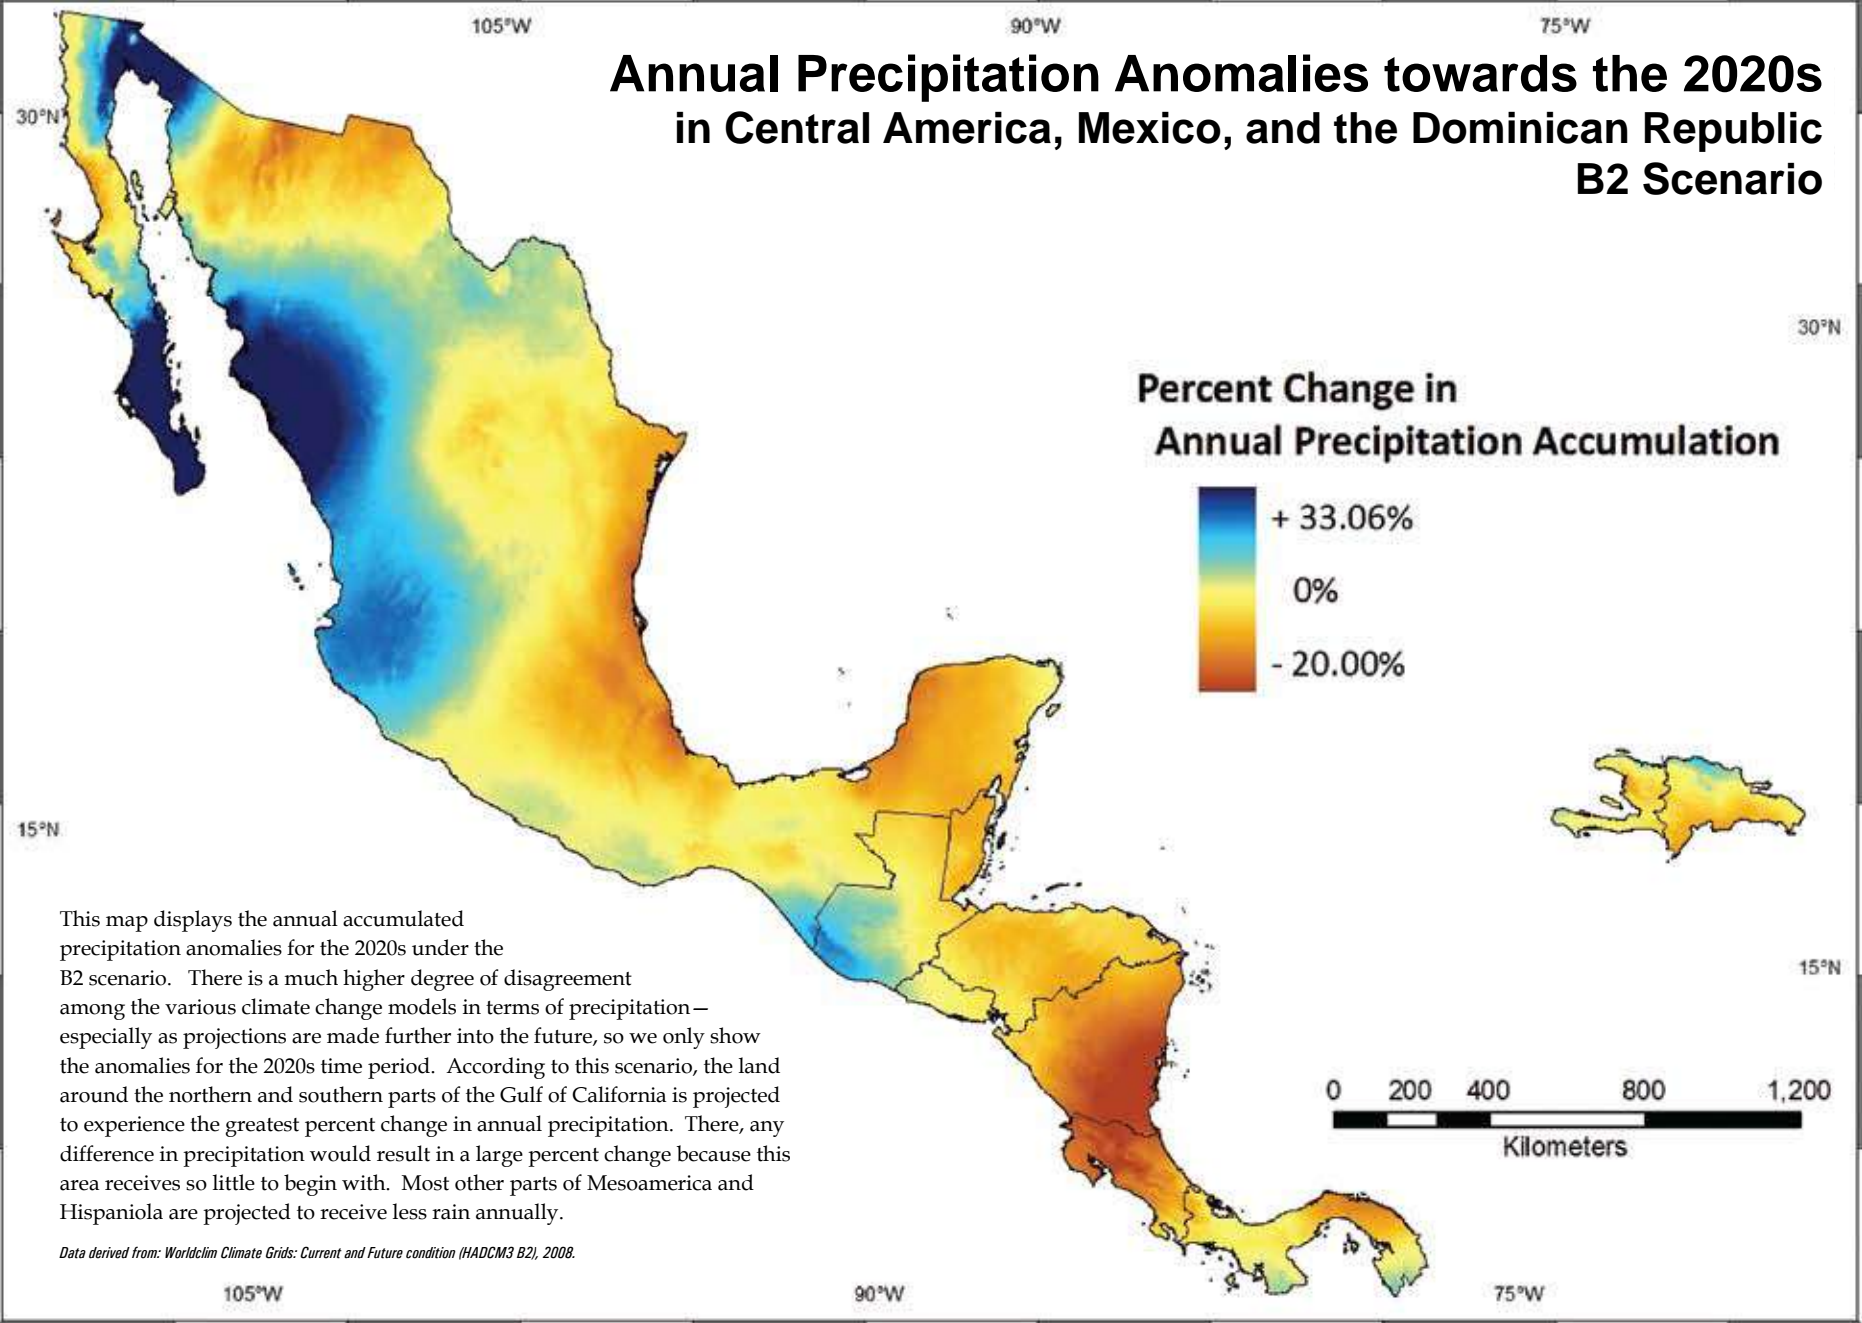 105°W
90°W
75°W
Annual Precipitation Anomalies towards the 2020s
in Central America, Mexico, and the Dominican Republic
B2 Scenario
30°N
30°N
Percent Change in
Annual Precipitation Accumulation
+ 33.06%
0%
- 20.00%
15°N
15°N
This map displays the annual accumulated
precipitation anomalies for the 2020s under the
B2 scenario. There is a much higher degree of disagreement
among the various climate change models in terms of precipitation—
especially as projections are made further into the future, so we only show
the anomalies for the 2020s time period. According to this scenario, the land
around the northern and southern parts of the Gulf of California is projected
to experience the greatest percent change in annual precipitation. There, any
difference in precipitation would result in a large percent change because this
area receives so little to begin with. Most other parts of Mesoamerica and
Hispaniola are projected to receive less rain annually.
Data derived from: Worldclim Climate Grids: Current and Future condition (HADCM3 B2), 2008.
0 200 400 800 1,200
Kilometers
105°W
90°W
75°W